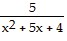 5
x² + 5x + 4